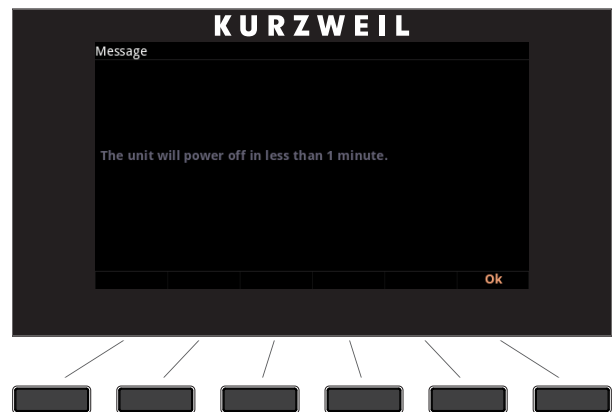 KURZWEIL
Message
The unit will power off in less than 1 minute.
Ok